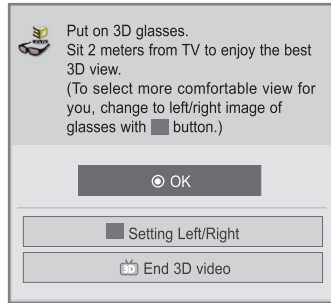 Put on 3D glasses.
Sit 2 meters from TV to enjoy the best
3D view.
(To select more comfortable view for
you, change to left/right image of
glasses with button.)
OK
Setting Left/Right
3D End 3D video